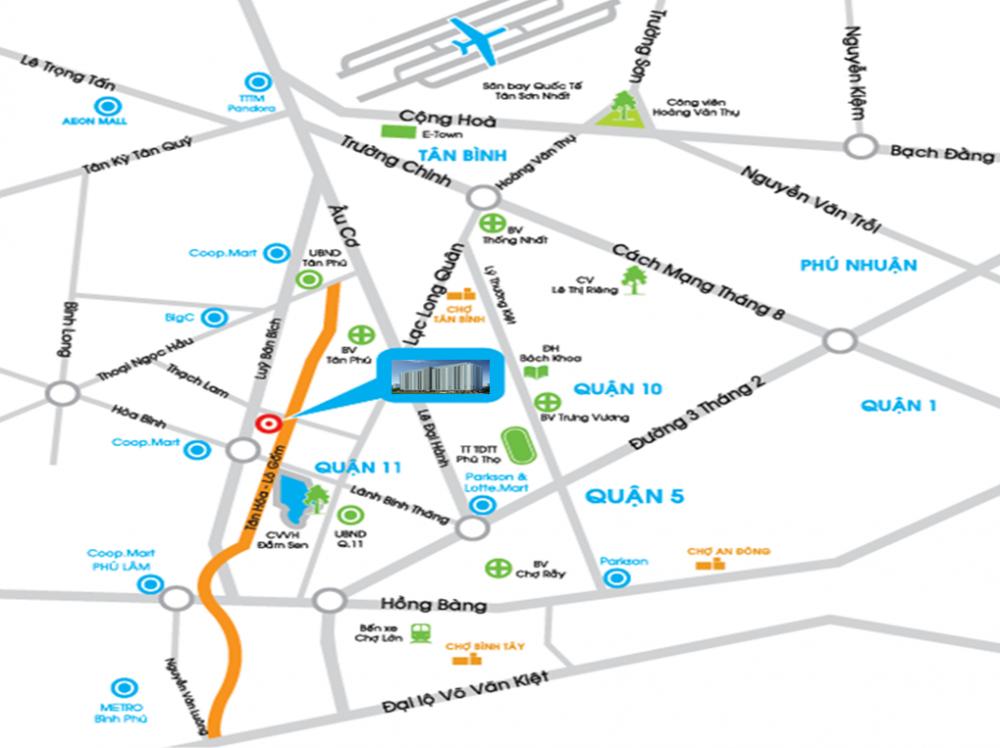 Lê Trọng Tấn
AEON MALL
TTTM
Pandora
Sân bay Quốc Tế
Tân Sơn Nhất
Trường Sơn
Công viên
Hoàng Văn Thụ
Nguyễn Kiệm
Bạch Đằng
Cộng Hoà
E-Town
TÂN BÌNH
Trường Chinh
Hoàng Văn Thụ
Tân Kỳ Tân Quý
Nguyễn Văn Trỗi
Âu Cơ
BV
Thống Nhất
Coop.Mart
UBND
Tân Phú
Lạc Long Quân
Lý Thường Kiệt
CV
Lê Thị Riêng
Cách Mạng Tháng 8
PHÚ NHUẬN
CHỢ
TÂN BÌNH
Bình Long
BigC
Luỹ Bán Bích
BV
Tân Phú
Thoại Ngọc Hầu
Thạch Lam
ĐH
Bách Khoa
QUẬN 10
BV Trưng Vương
Đường 3 Tháng 2
QUẬN 1
Hòa Bình
Coop.Mart
Lê Đại Hành
TT TDTT
Phú Thọ
QUẬN 11
Tân Hóa - Lò Gốm
Parkson &
Lotte.Mart
QUẬN 5
Lãnh Bình Thăng
CVVH
Đầm Sen
UBND
Q.11
Coop.Mart
PHÚ LÂM
BV
Chợ Rẫy
Parkson
CHỢ AN ĐÔNG
Hồng Bàng
Bến xe
Chợ Lớn
CHỢ BÌNH TÂY
Nguyễn Văn Luông
METRO
Bình Phú
Đại lộ Võ Văn Kiệt